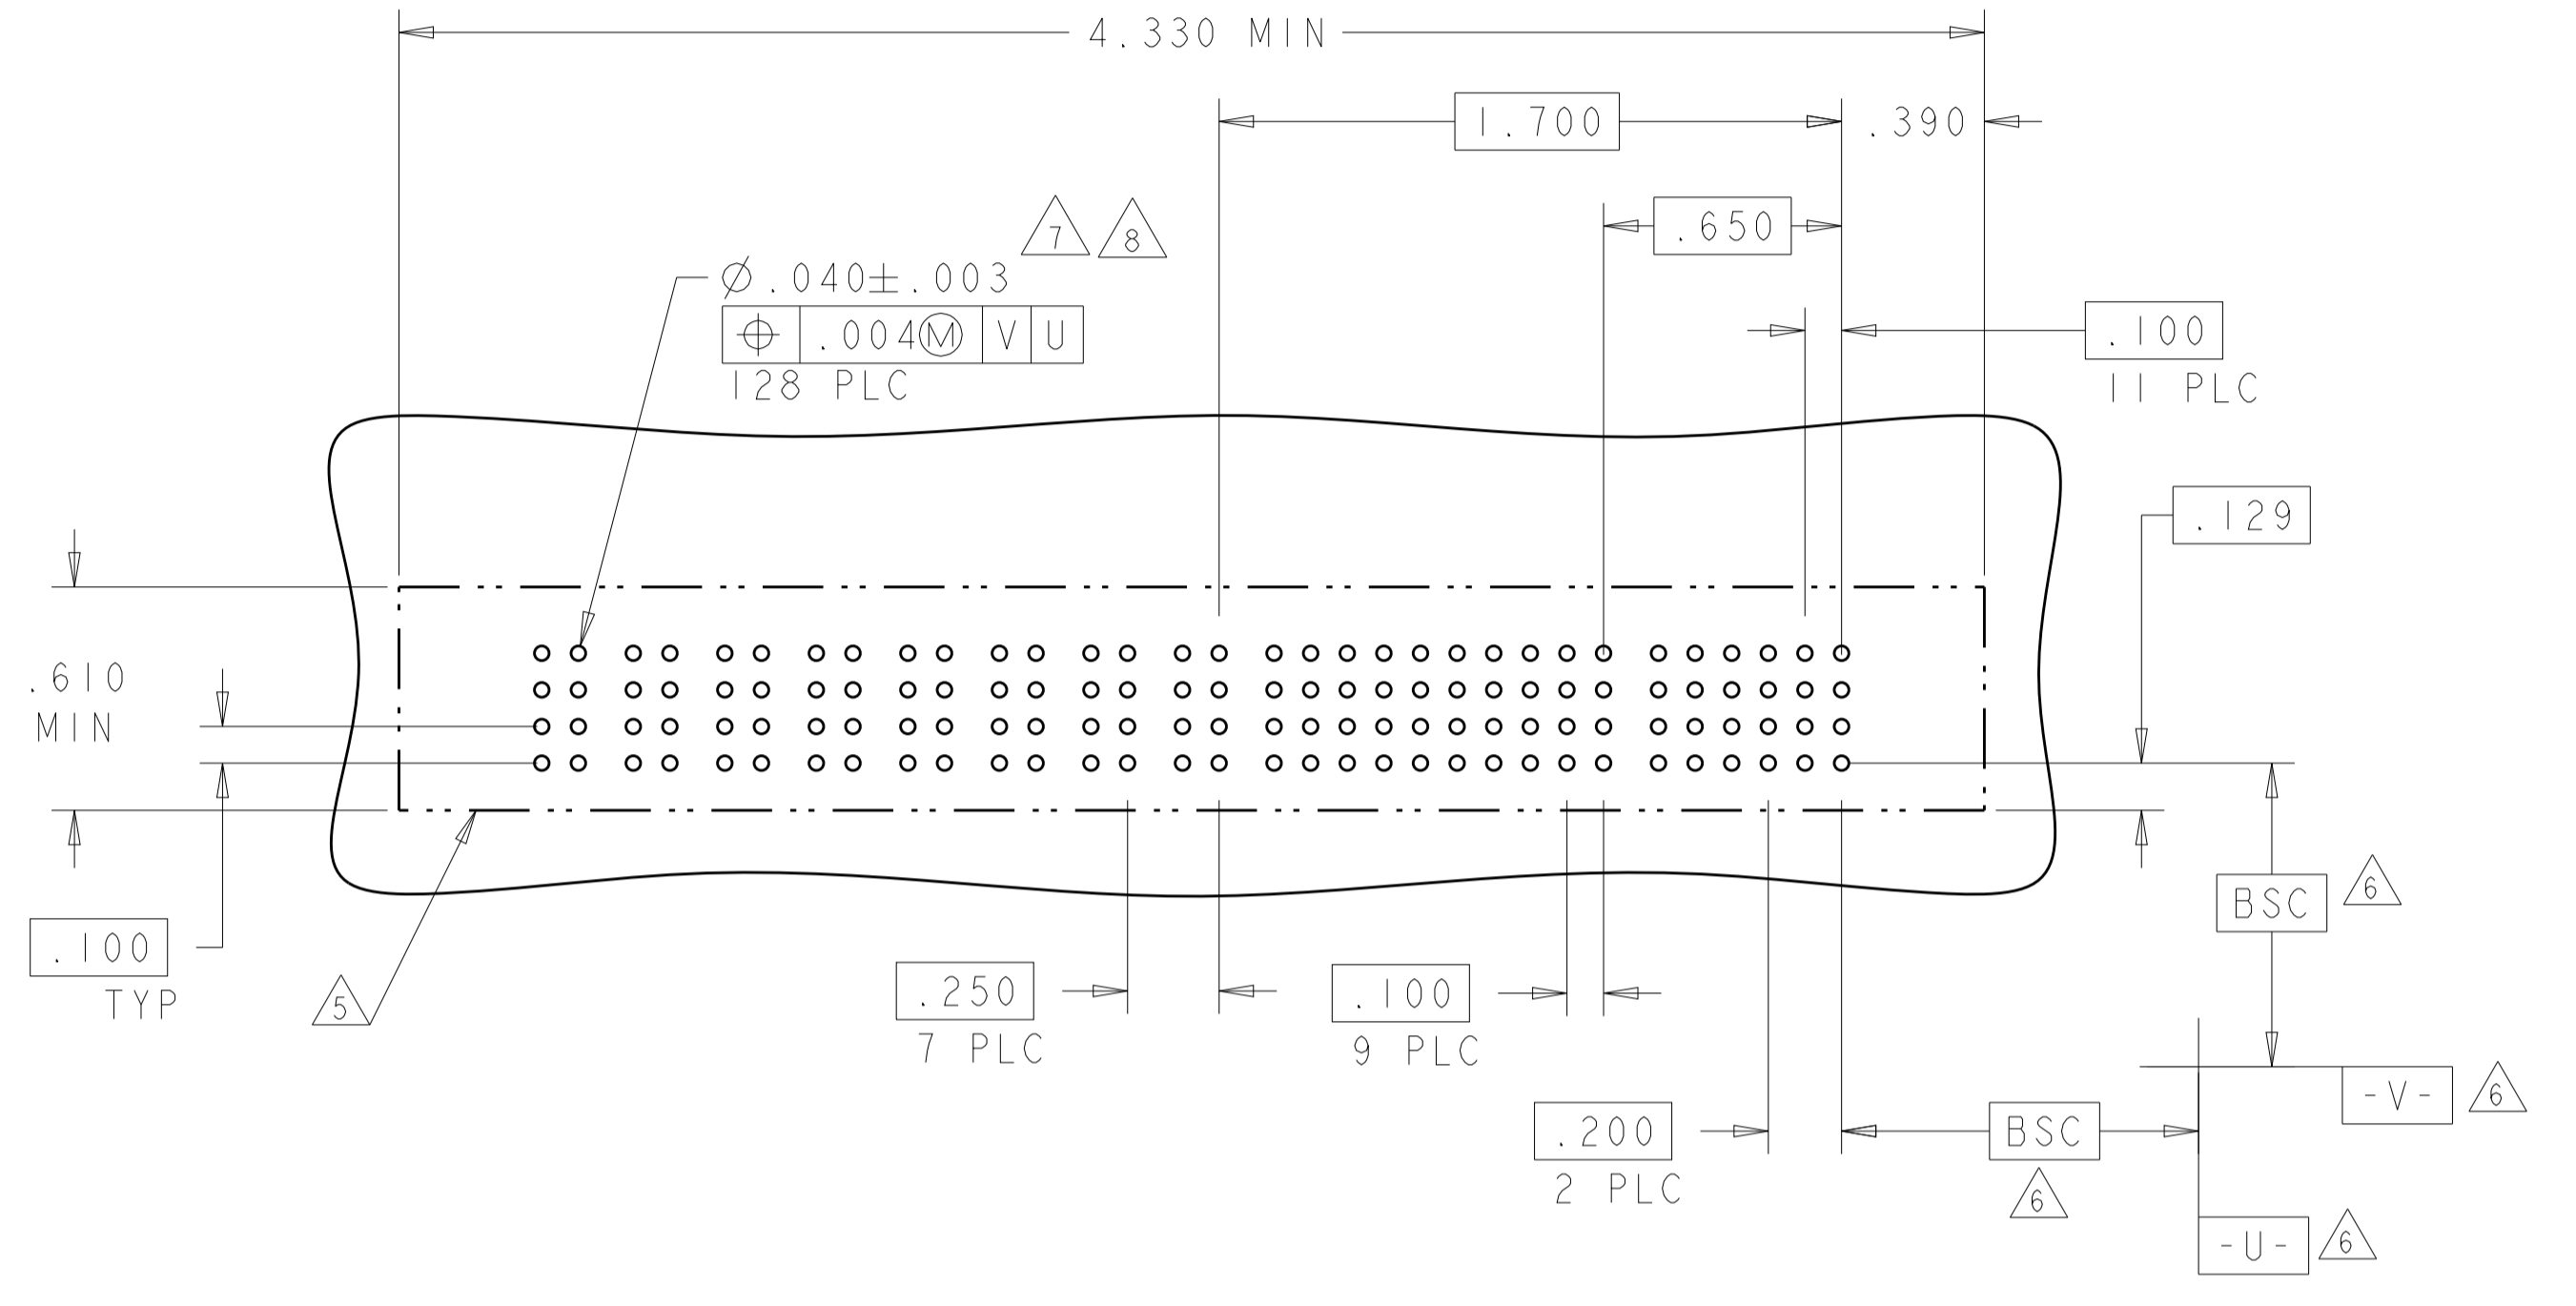 4.330 MIN
1.700
.390
.650
7
8
Ø.040±.003
⌖ .004Ⓜ V U
128 PLC
.100
11 PLC
.129
.610
MIN
.100
TYP
5
.250
7 PLC
.100
9 PLC
.200
2 PLC
BSC
6
BSC
6
-V-
6
-U-
6